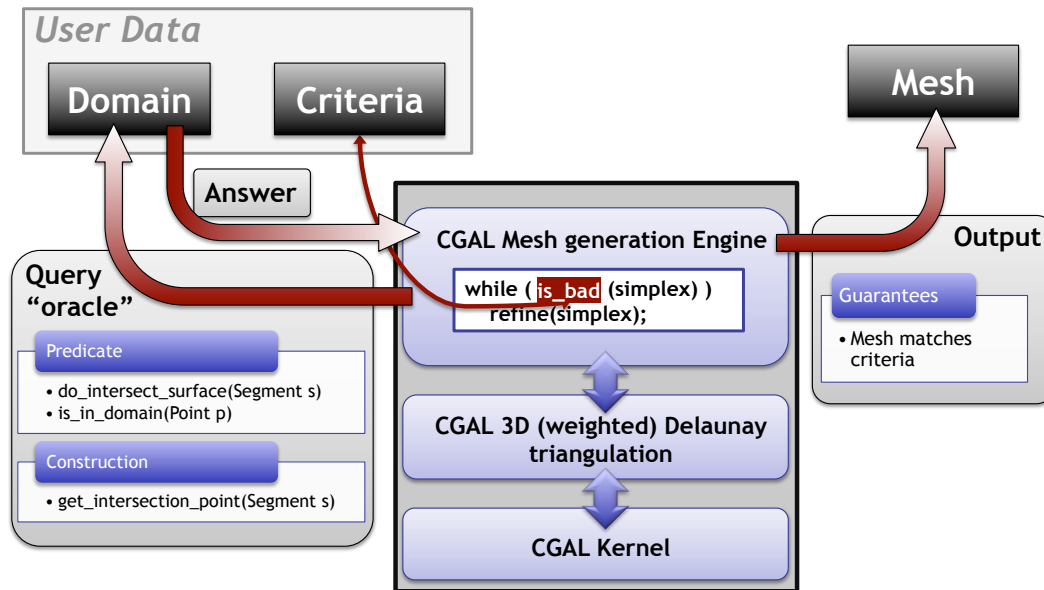 User Data
Domain
Criteria
Mesh
Answer
Query
“oracle”
Predicate
• do_intersect_surface(Segment s)
• is_in_domain(Point p)
Construction
• get_intersection_point(Segment s)
CGAL Mesh generation Engine
while ( is_bad (simplex) )
refine(simplex);
CGAL 3D (weighted) Delaunay
triangulation
CGAL Kernel
Output
Guarantees
• Mesh matches
criteria